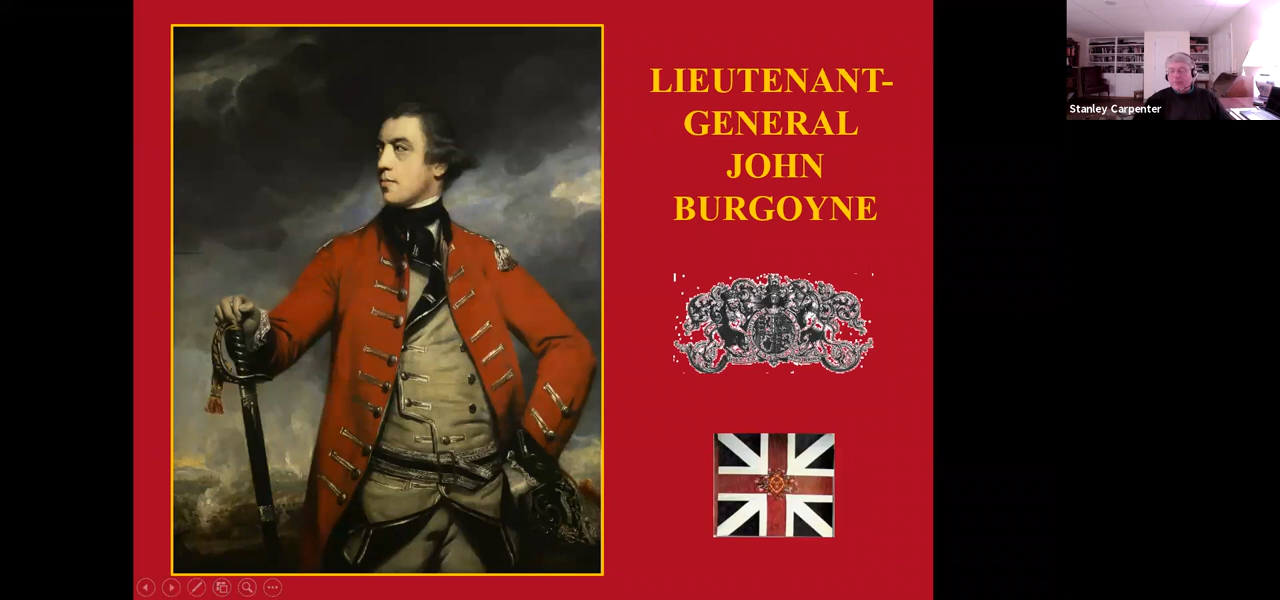 LIEUTENANT-
GENERAL
JOHN
BURGOYNE
Stanley Carpenter